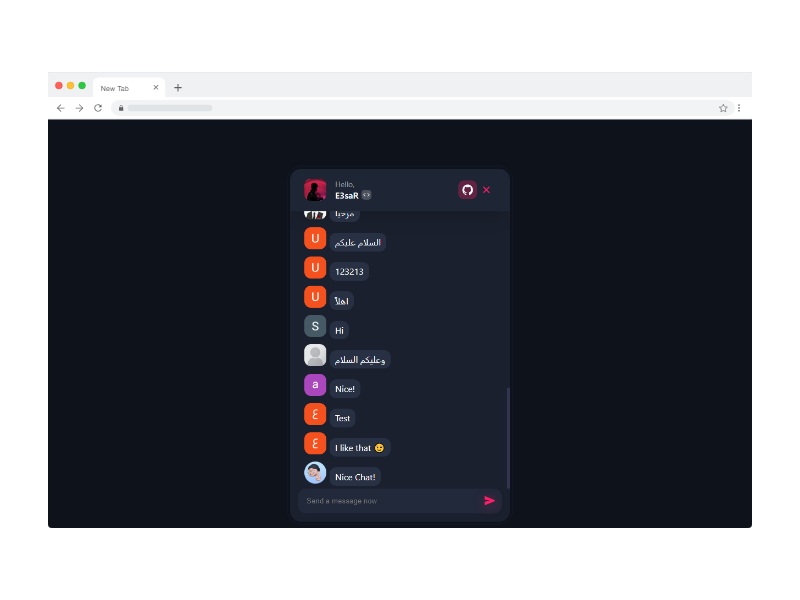 New Tab
Hello,
E3saR
مرحبا
السلام عليكم
U
123213
U
اهلاً
U
Hi
S
وعليكم السلام
Nice!
a
Test
ع
I like that 😉
ع
Nice Chat!
Send a message now